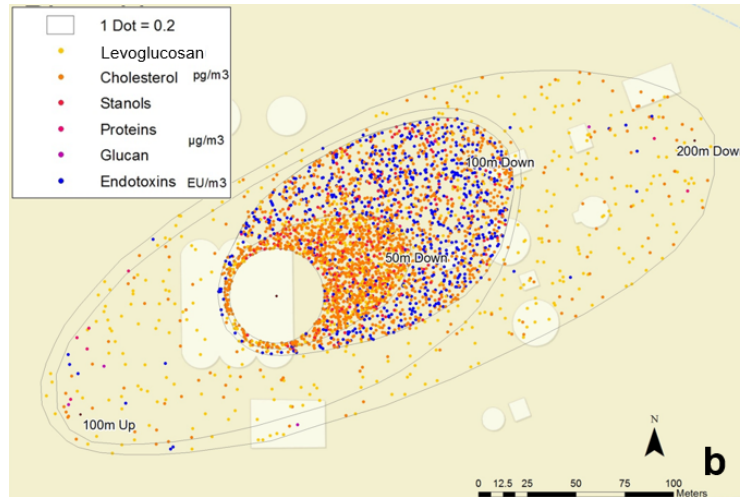 1 Dot = 0.2
Levoglucosan
Cholesterol pg/m3
Stanols
Proteins
µg/m3
Glucan
Endotoxins EU/m3
100m Down
200m Down
50m Down
100m Up
N
b
0 12.5 25 50 75 100
Meters